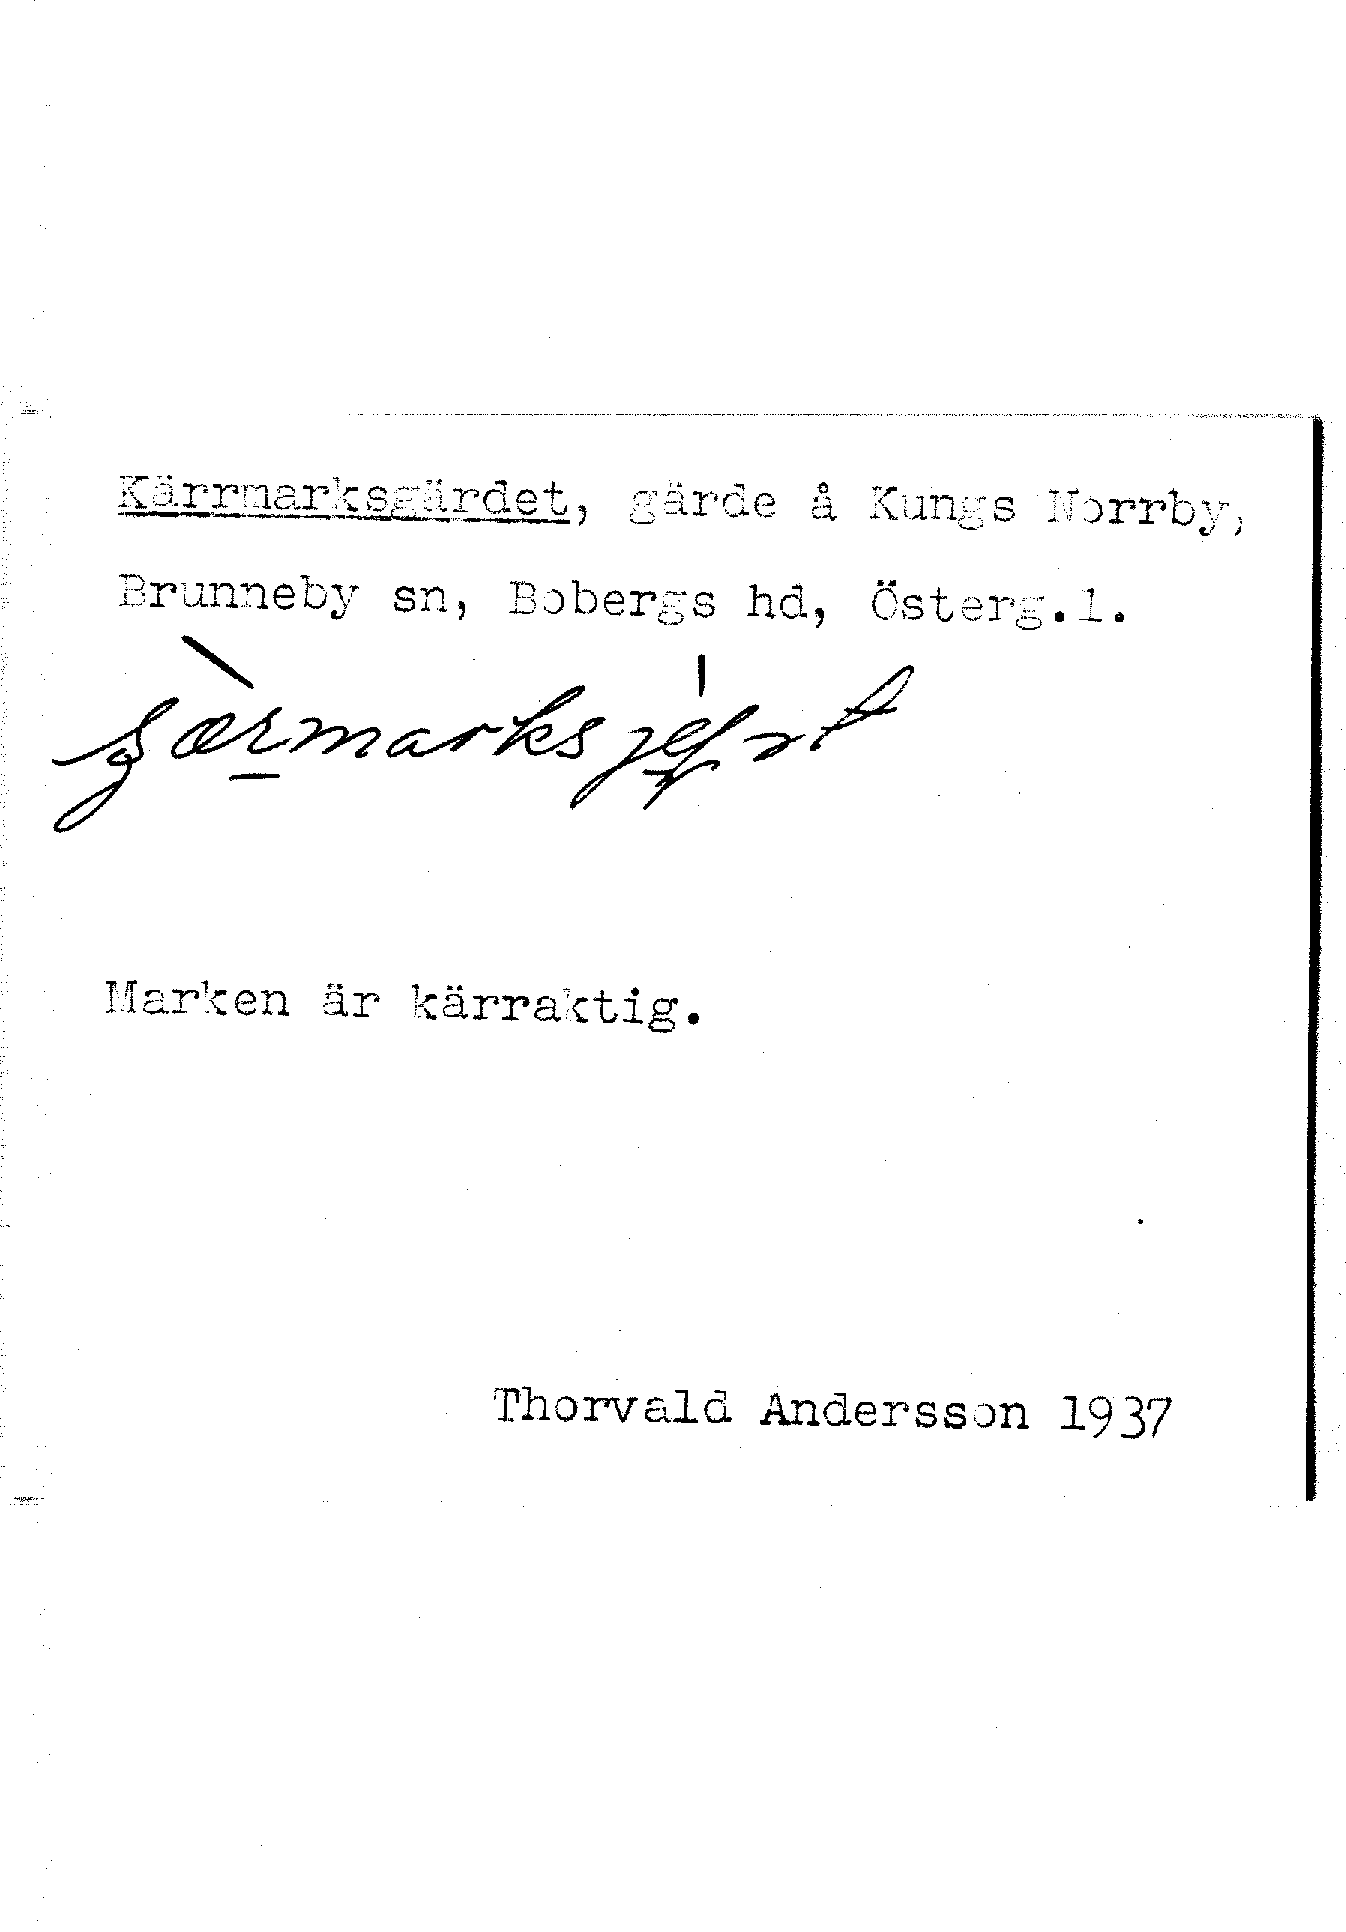 Kärrmarksgärdet, gärde å Kungs Norrby,
Brunneby sn, Bobergs hd, Österg.l.
Marken är kärraktig.
Thorvald Andersson 1937